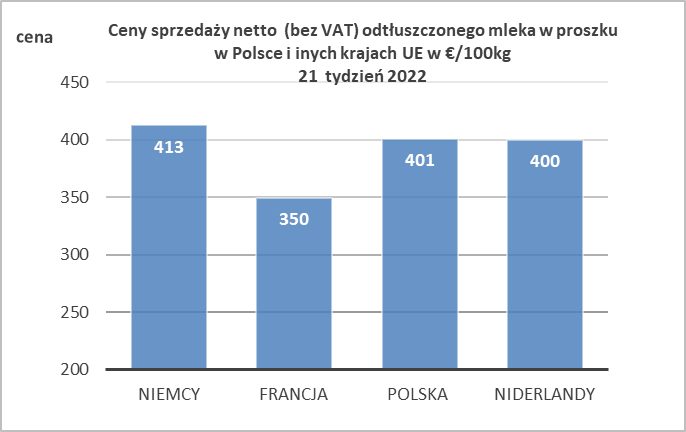 Ceny sprzedaży netto  (bez VAT) odtłuszczonego mleka w proszku
w Polsce i inych krajach UE w €/100kg
21  tydzień 2022
cena
450
400
350
300
250
200
413
350
401
400
NIEMCY
FRANCJA
POLSKA
NIDERLANDY